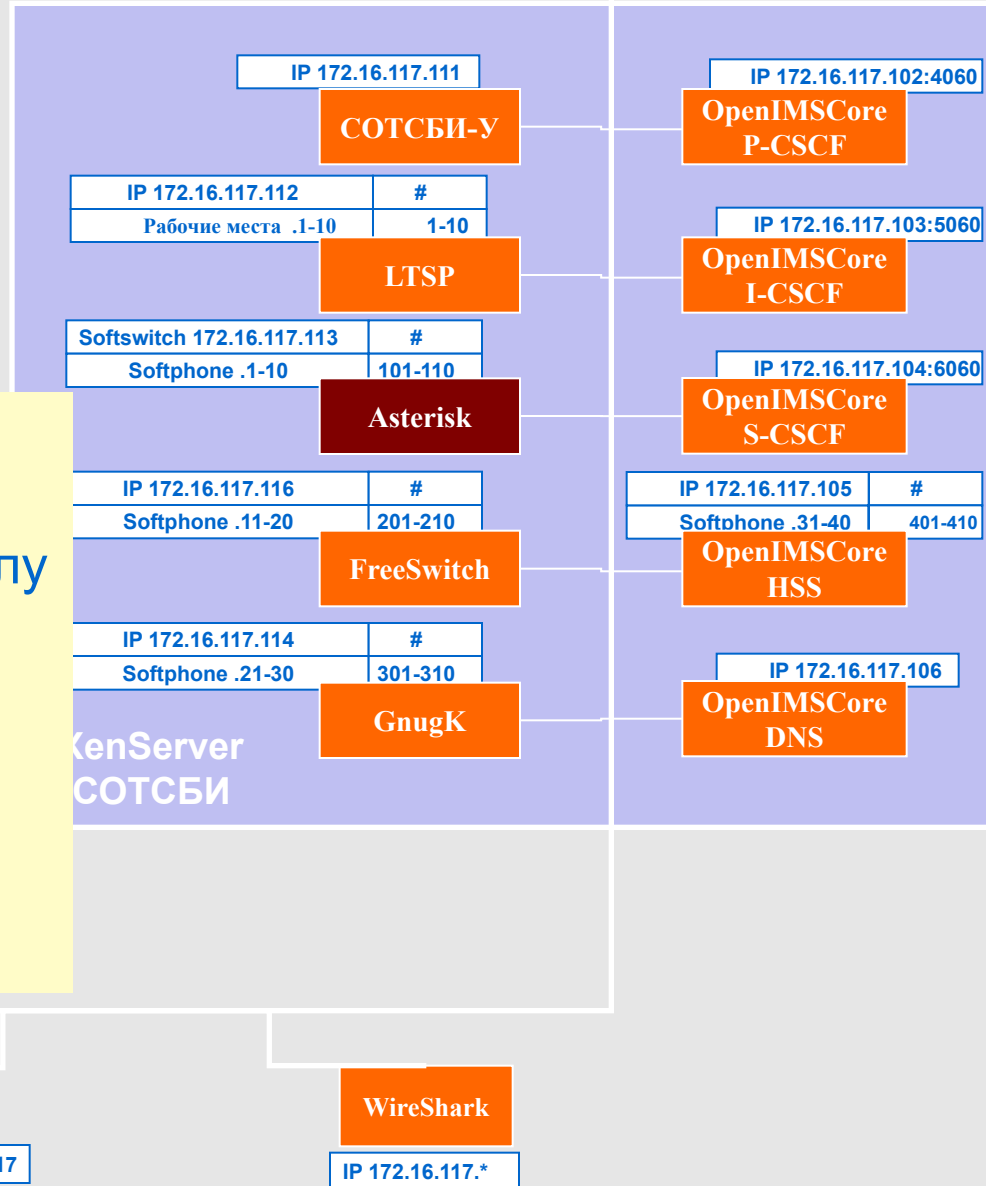 IP 172.16.117.111
СОТСБИ-У
IP 172.16.117.102:4060
OpenIMSCore
P-CSCF
IP 172.16.117.112 #
Рабочие места .1-10 1-10
LTSP
IP 172.16.117.103:5060
OpenIMSCore
I-CSCF
Softswitch 172.16.117.113 #
Softphone .1-10 101-110
Asterisk
IP 172.16.117.104:6060
OpenIMSCore
S-CSCF
IP 172.16.117.116 #
Softphone .11-20 201-210
FreeSwitch
IP 172.16.117.105 #
Softphone .31-40 401-410
OpenIMSCore
HSS
IP 172.16.117.114 #
Softphone .21-30 301-310
GnugK
IP 172.16.117.106
OpenIMSCore
DNS
XenServer
СОТСБИ
WireShark
IP 172.16.117.*
17